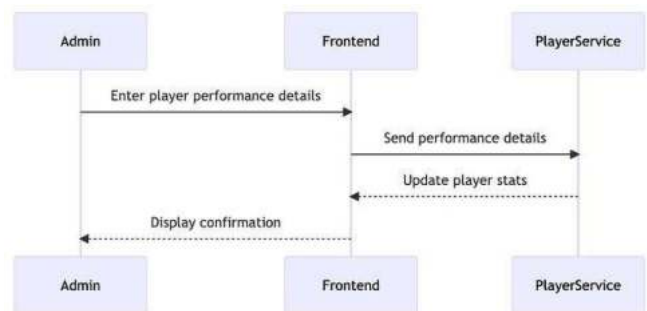 Admin Frontend PlayerService
Enter player performance details
Send performance details
Update player stats
Display confirmation
Admin Frontend PlayerService